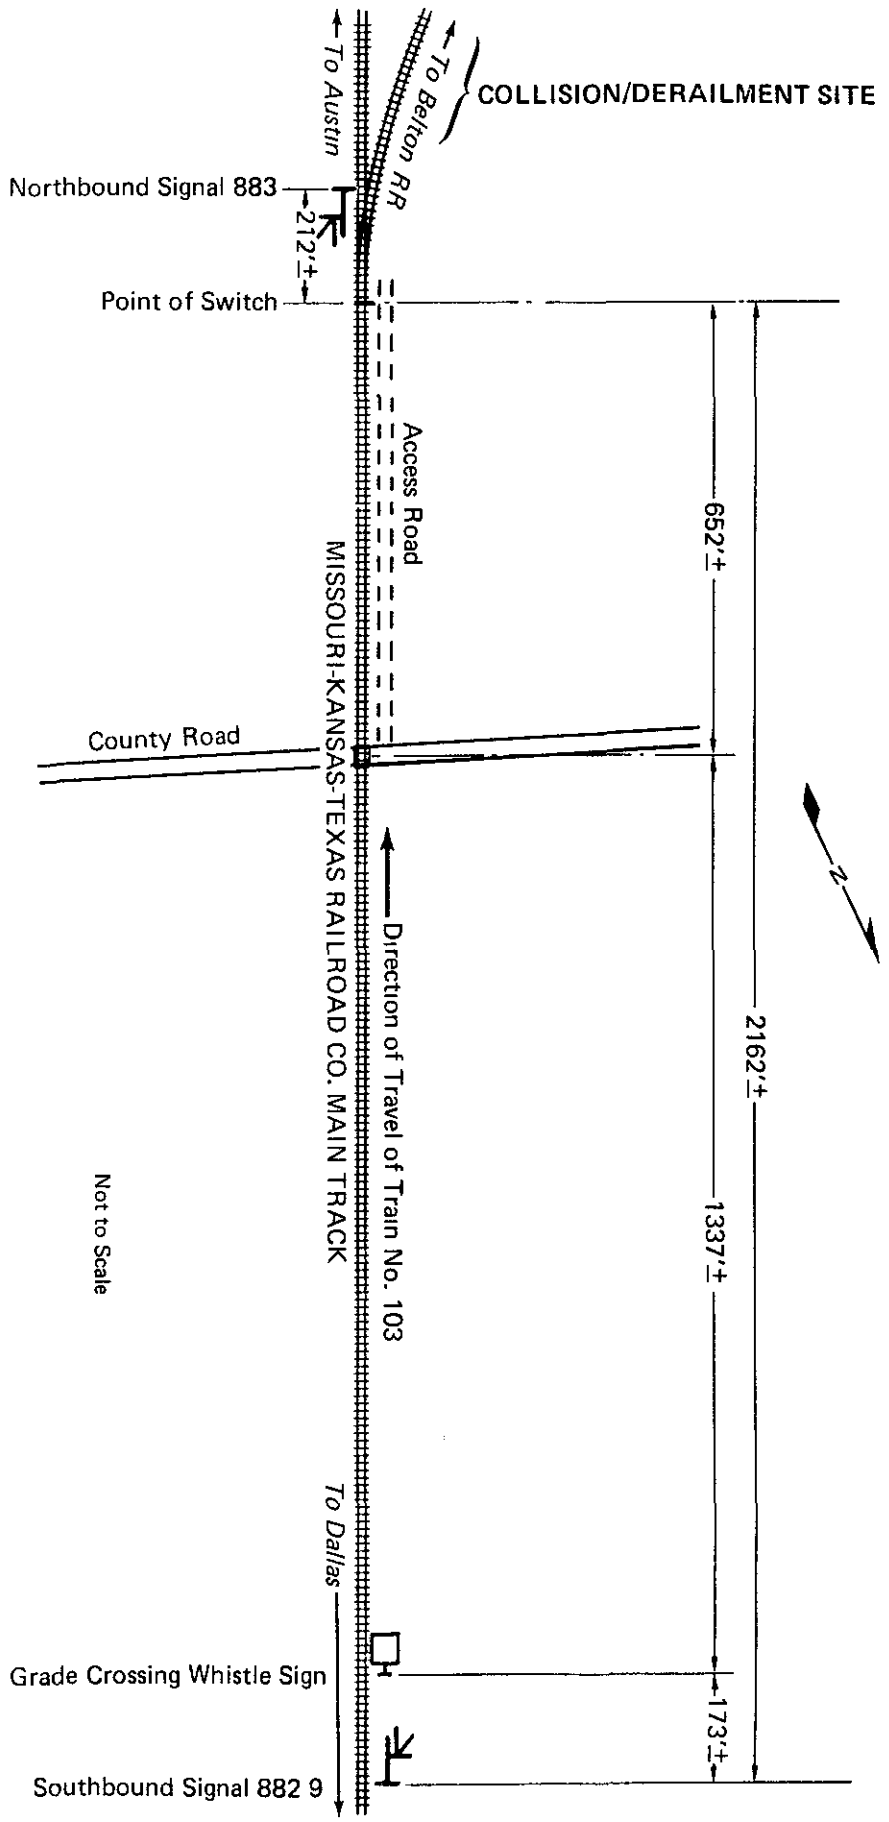 To Austin
To Belton RR
COLLISION/DERAILMENT SITE
Northbound Signal 883
212'±
Point of Switch
Access Road
652'±
MISSOURI-KANSAS-TEXAS RAILROAD CO. MAIN TRACK
County Road
N
Direction of Travel of Train No. 103
2162'±
1337'±
Not to Scale
To Dallas
Grade Crossing Whistle Sign
173'±
Southbound Signal 882 9